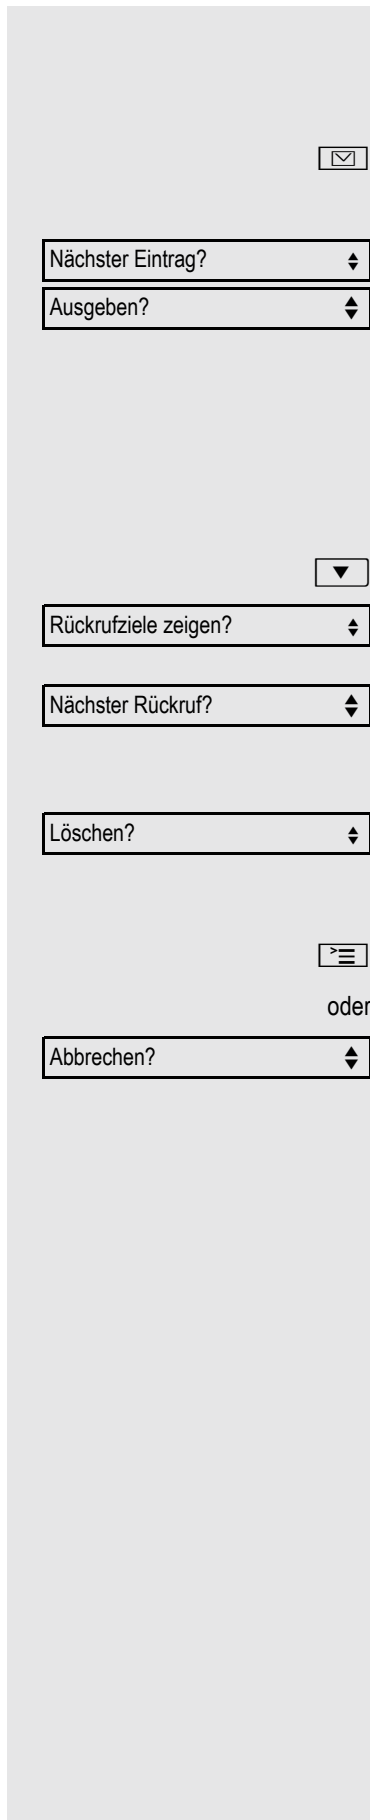 Nächster Eintrag?
Ausgeben?
Rückrufziele zeigen?
Nächster Rückruf?
Löschen?
oder
Abbrechen?